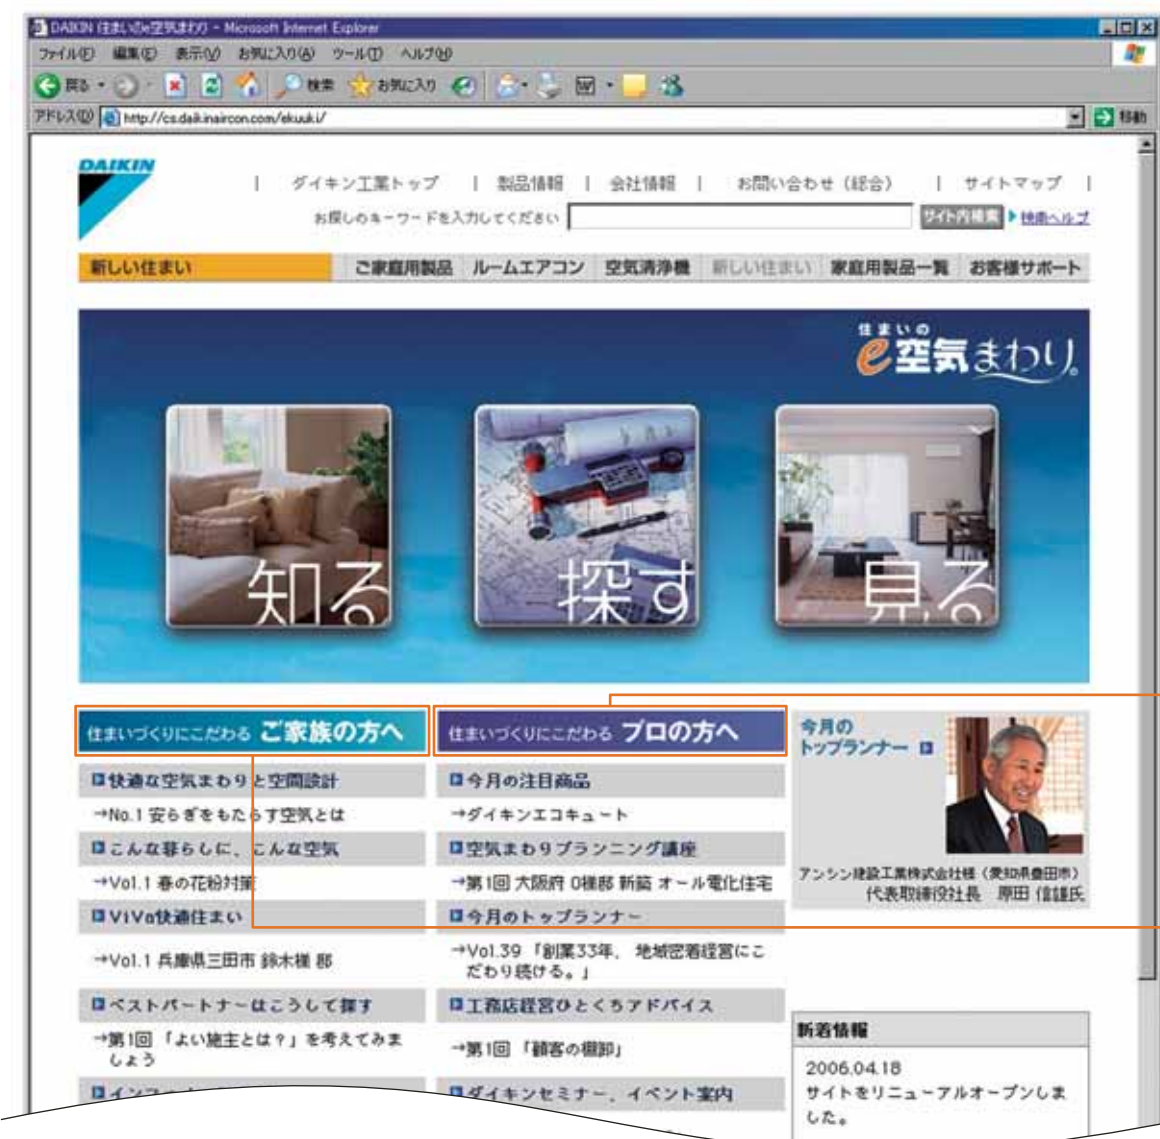 DAIKIN (住まいのe空気まわり) - Microsoft Internet Explorer
ファイル(F) 編集(E) 表示(V) お気に入り(A) ツール(T) ヘルプ(H)
戻る 検索 お気に入り
アドレス(D) http://cs.daikinaircon.com/ekuuki/ 移動
DAIKIN
| ダイキン工業トップ | 製品情報 | 会社情報 | お問い合わせ（総合） | サイトマップ |
お探しのキーワードを入力してください サイト内検索 検索ヘルプ
新しい住まい ご家庭用製品 ルームエアコン 空気清浄機 新しい住まい 家庭用製品一覧 お客様サポート
住まいの
e空気まわり®
知る 探す 見る
住まいづくりにこだわる ご家族の方へ
快適な空気まわりと空間設計
→No.1 安らぎをもたらす空気とは
こんな暮らしに、こんな空気
→Vol.1 春の花粉対策
ViVa快適住まい
→Vol.1 兵庫県三田市 鈴木様 邸
ベストパートナーはこうして探す
→第1回 「よい施主とは？」を考えてみま
しょう
住まいづくりにこだわる プロの方へ
今月の注目商品
→ダイキンエコキュート
空気まわりプランニング講座
→第1回 大阪府 O様邸 新築 オール電化住宅
今月のトップランナー
→Vol.39 「創業33年、 地域密着経営にこ
だわり続ける。」
工務店経営ひとくちアドバイス
→第1回 「顧客の棚卸」
ダイキンセミナー、イベント案内
今月の
トップランナー
アンシン建設工業株式会社様（愛知県豊田市）
代表取締役社長 原田 信雄氏
新着情報
2006.04.18
サイトをリニューアルオープンしま
した。